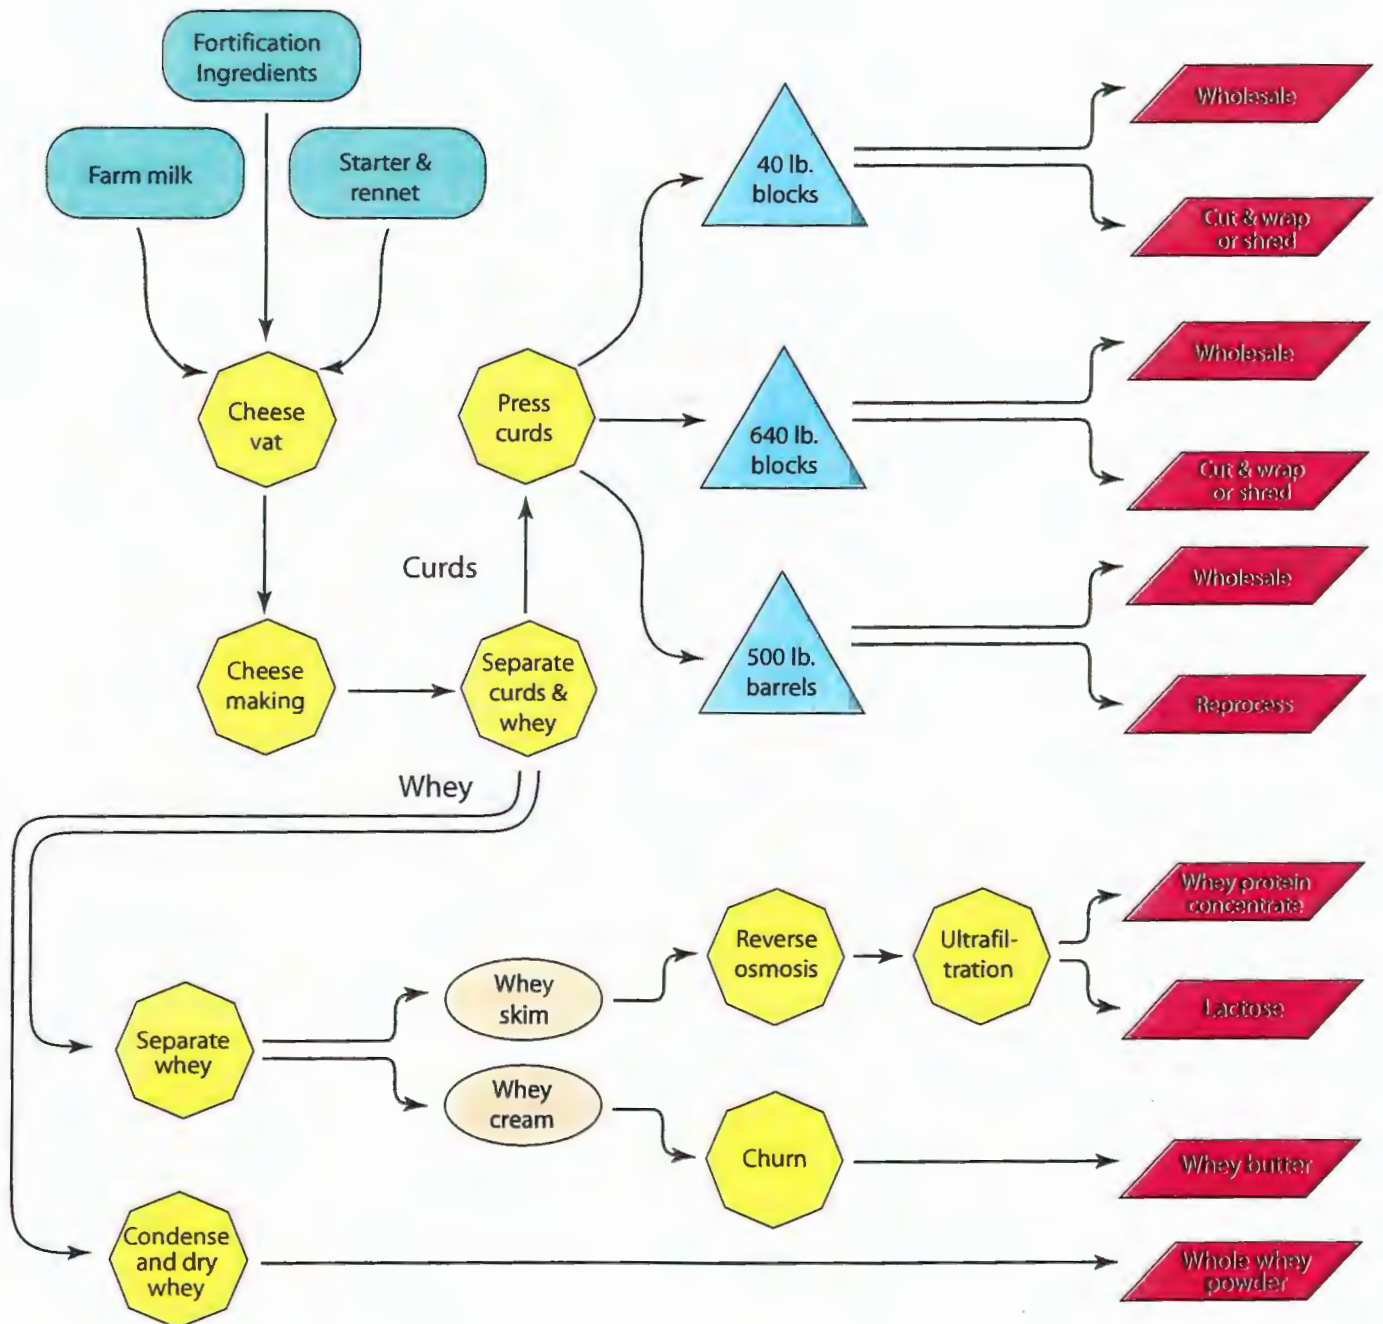 Fortification
Ingredients
Farm milk
Starter &
rennet
Cheese
vat
Cheese
making
Separate
curds &
whey
Curds
Press
curds
40 lb.
blocks
Wholesale
Cut & wrap
or shred
640 lb.
blocks
Wholesale
Cut & wrap
or shred
500 lb.
barrels
Wholesale
Reprocess
Whey
Separate
whey
Whey
skim
Reverse
osmosis
Ultrafil-
tration
Whey protein
concentrate
Lactose
Whey
cream
Churn
Whey butter
Condense
and dry
whey
Whole whey
powder